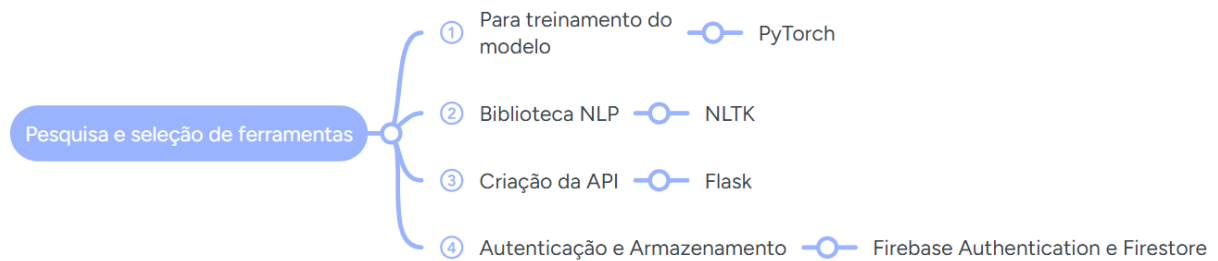 Pesquisa e seleção de ferramentas
1 Para treinamento do
modelo
PyTorch
2 Biblioteca NLP
NLTK
3 Criação da API
Flask
4 Autenticação e Armazenamento
Firebase Authentication e Firestore